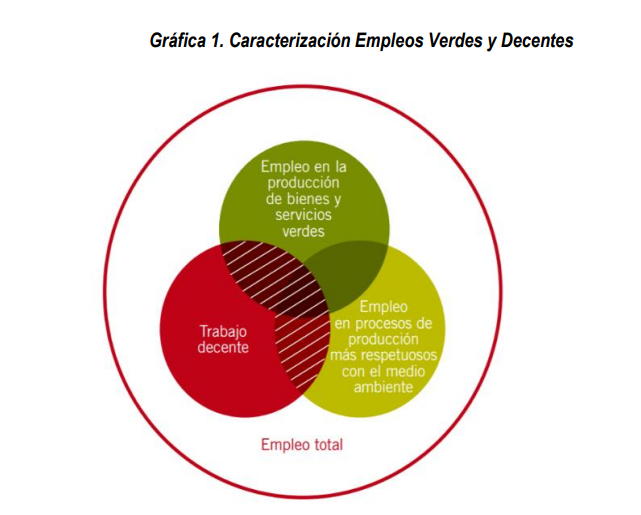 Gráfica 1. Caracterización Empleos Verdes y Decentes
Empleo en la
producción
de bienes y
servicios
verdes
Trabajo
decente
Empleo
en procesos de
producción
más respetuosos
con el medio
ambiente
Empleo total